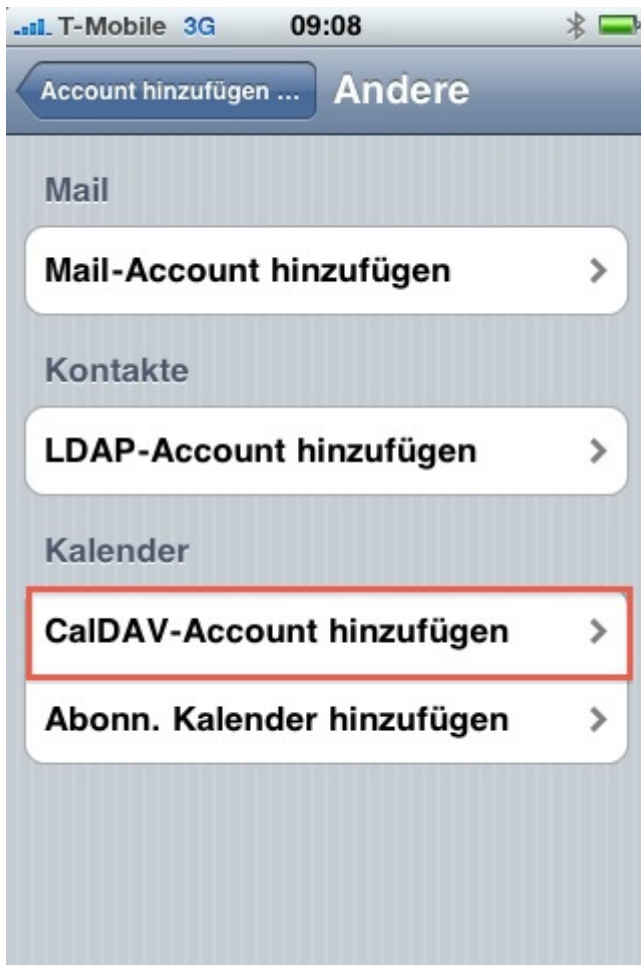 T-Mobile 3G 09:08
Account hinzufügen ... Andere
Mail
Mail-Account hinzufügen
Kontakte
LDAP-Account hinzufügen
Kalender
CalDAV-Account hinzufügen
Abonn. Kalender hinzufügen